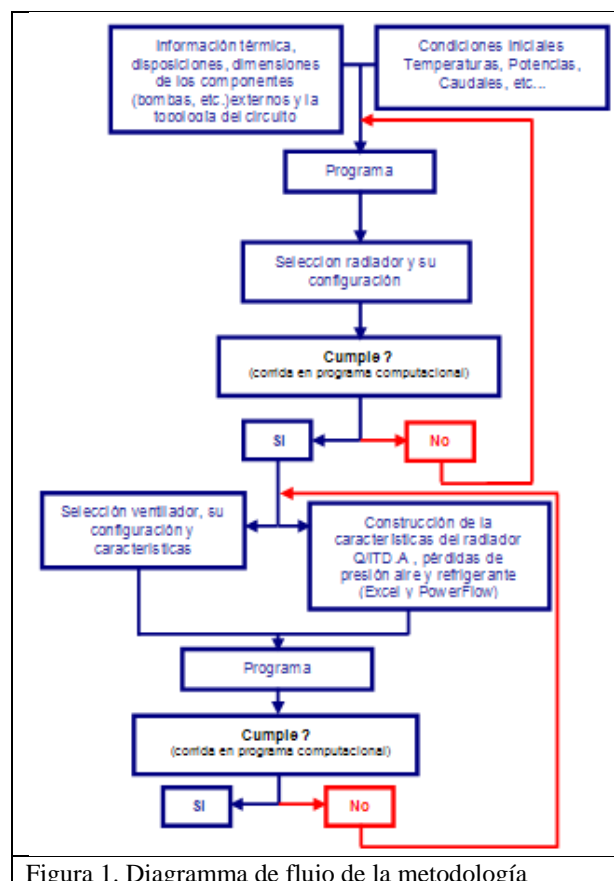 Información térmica,
disposiciones, dimensiones
de los componentes
(bombas, etc.)externos y la
topología del circuito
Condiciones Iniciales
Temperaturas, Potencias,
Caudales, etc...
Programa
Seleccion radiador y su
configuración
Cumple ?
(corrida en programa computacional)
SI
No
Selección ventilador, su
configuración y
caracteristicas
Construcción de la
características del radiador
Q/ITD.A , pérdidas de
presión aire y refrigerante
(Excel y PowerFlow)
Programa
Cumple ?
(corrida en programa computacional)
SI
No
Figura 1. Diagramma de flujo de la metodología